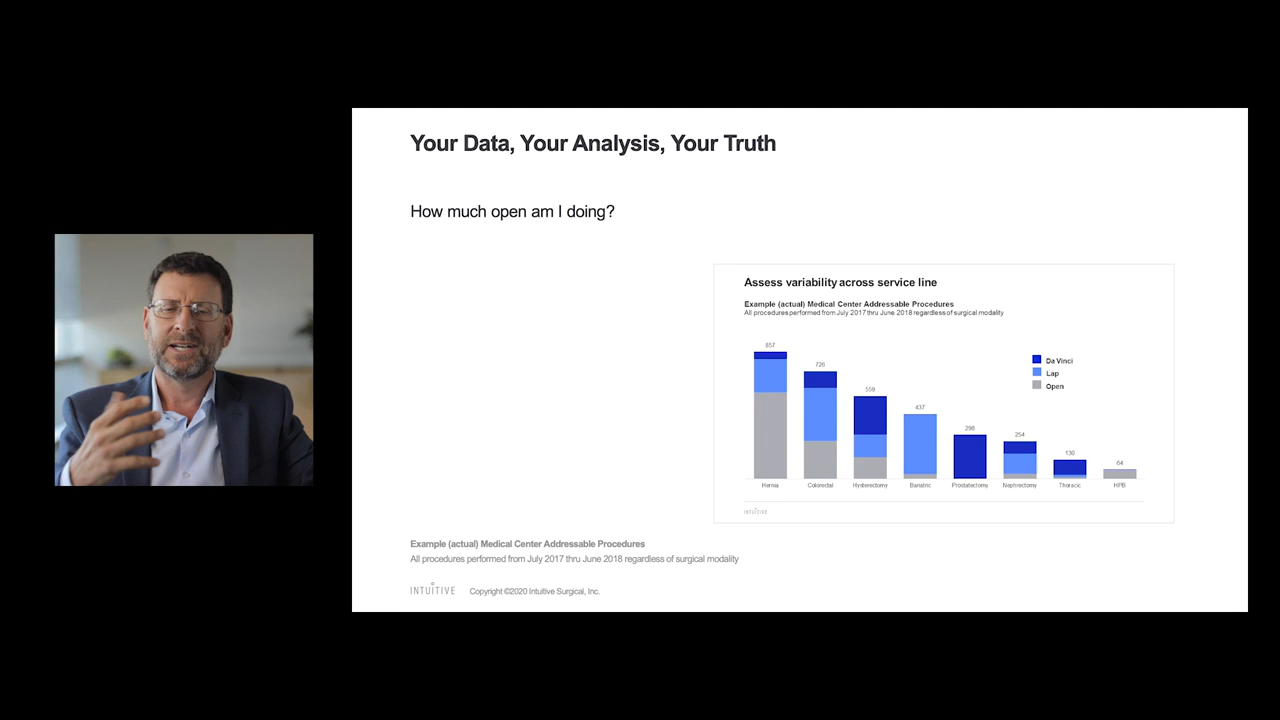 Your Data, Your Analysis, Your Truth
How much open am I doing?
Assess variability across service line
Example (actual) Medical Center Addressable Procedures
All procedures performed from July 2017 thru June 2018 regardless of surgical modality
857
726
559
437
298
254
130
64
Da Vinci
Lap
Open
Hernia
Colorectal
Hysterectomy
Bariatric
Prostatectomy
Nephrectomy
Thoracic
HPB
INTUITIVE
Example (actual) Medical Center Addressable Procedures
All procedures performed from July 2017 thru June 2018 regardless of surgical modality
INTUITIVE Copyright ©2020 Intuitive Surgical, Inc.